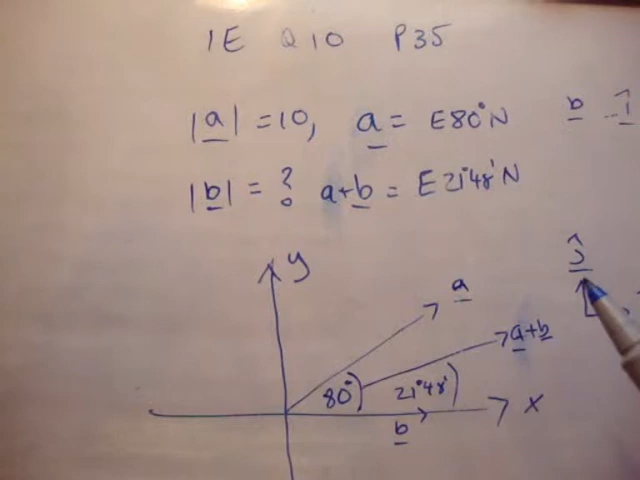 1E Q10 P35
|a| = 10, a = E80°N b î
|b| = ? a+b = E21°48'N
y
ĵ
a
a+b
80° 21°48'
x
b